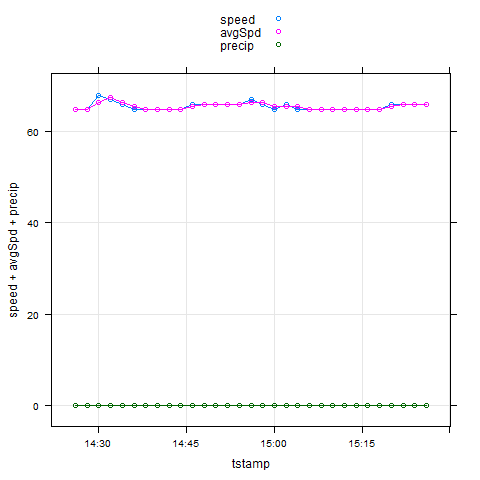 speed
avgSpd
precip
60
40
20
0
speed + avgSpd + precip
14:30 14:45 15:00 15:15
tstamp